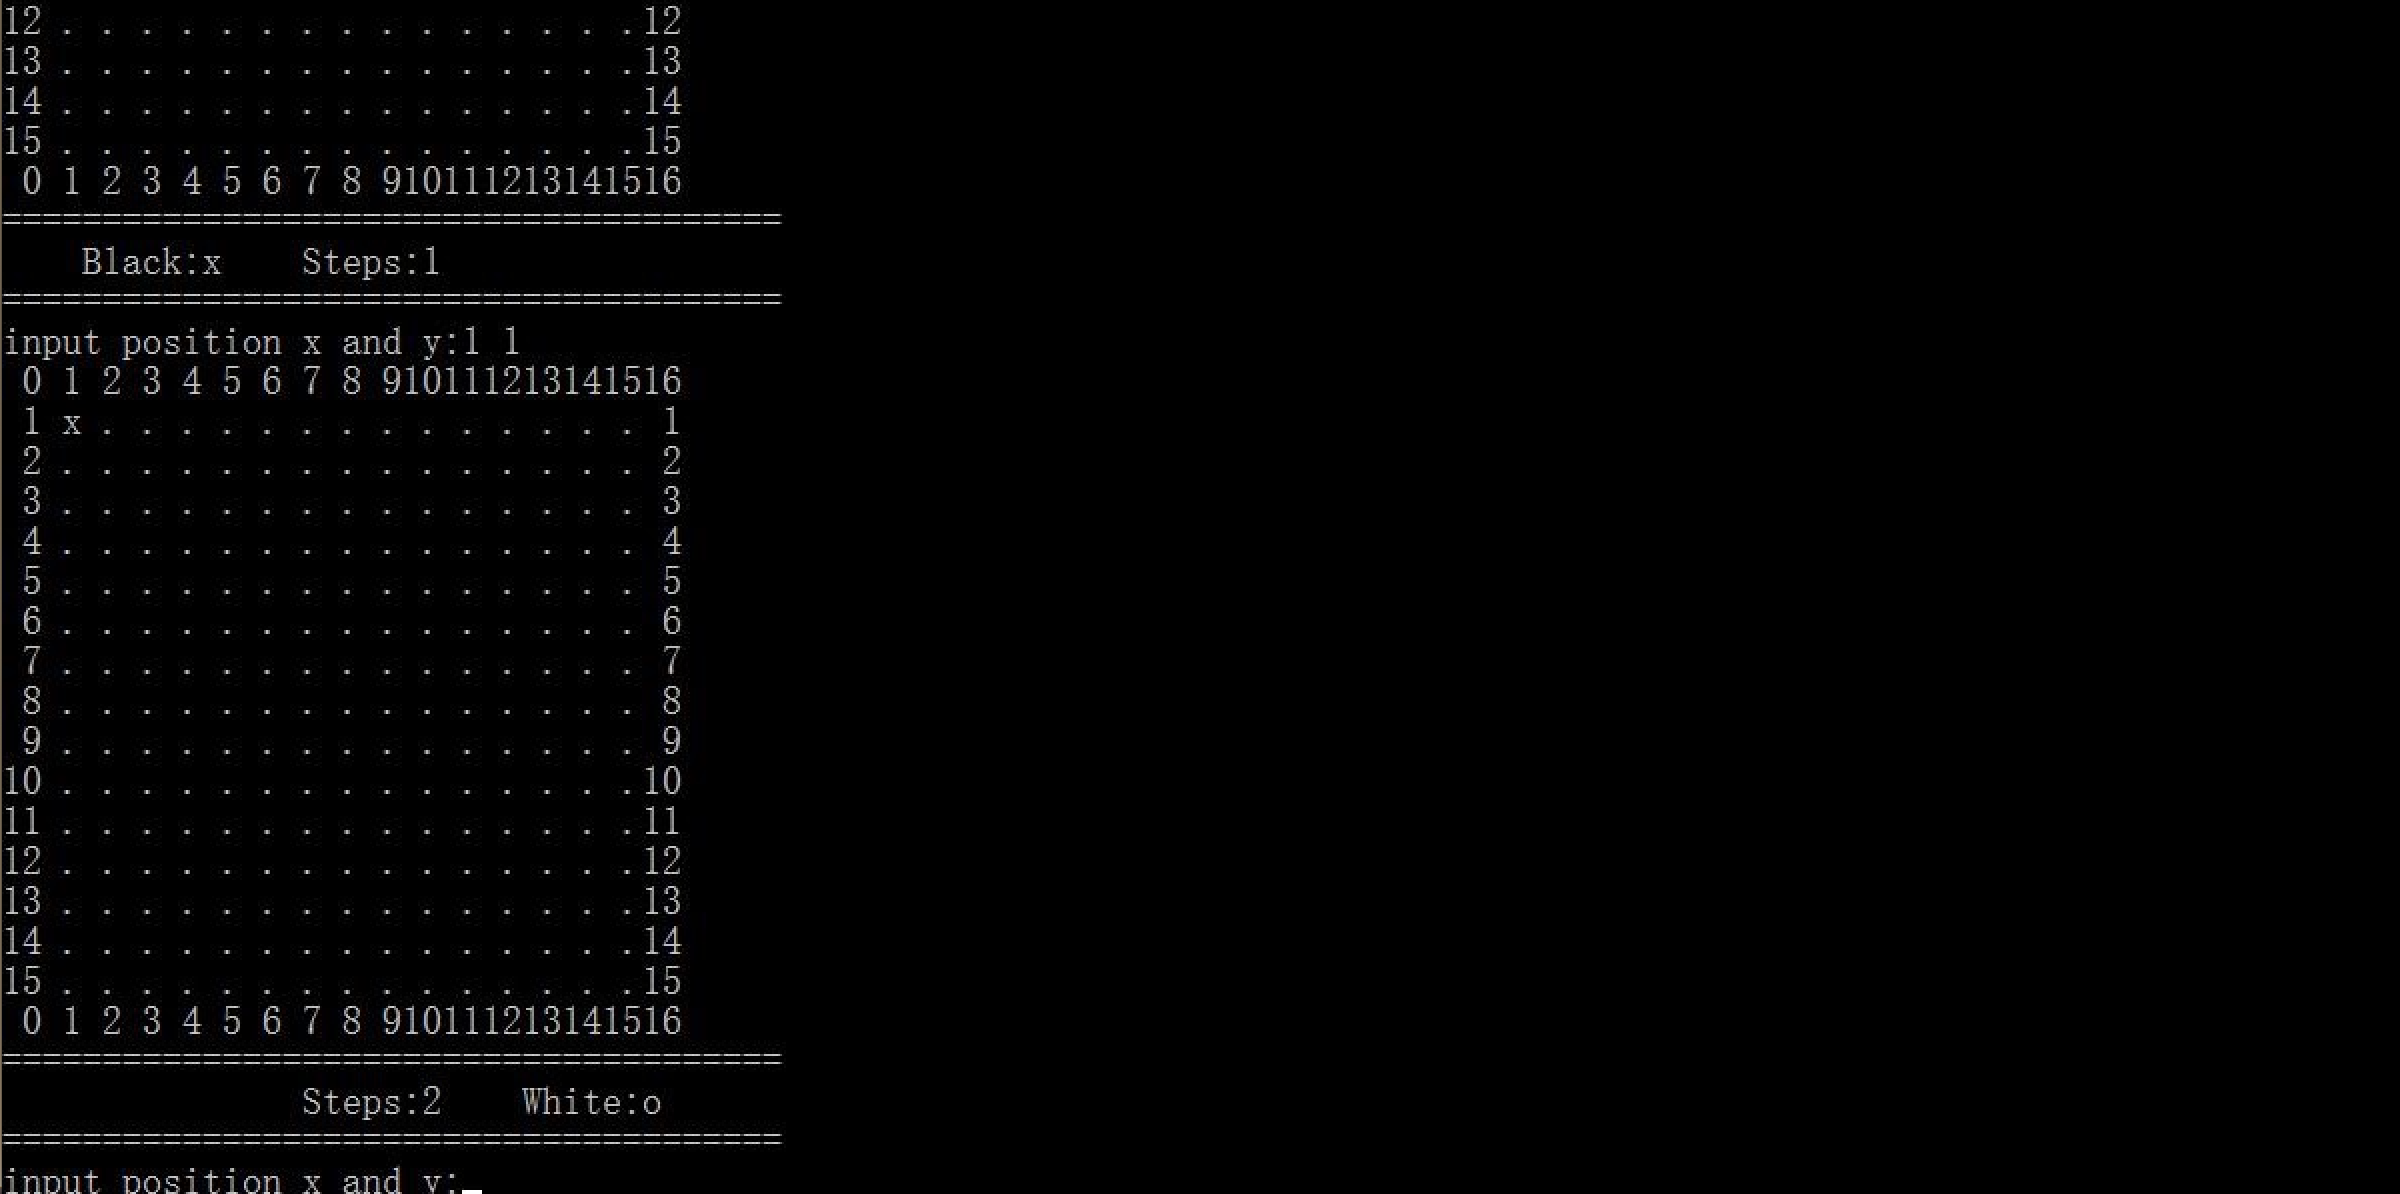 12 . . . . . . . . . . . . . . .12
13 . . . . . . . . . . . . . . .13
14 . . . . . . . . . . . . . . .14
15 . . . . . . . . . . . . . . .15
 0 1 2 3 4 5 6 7 8 910111213141516
=======================================
    Black:x    Steps:1
=======================================
input position x and y:1 1
 0 1 2 3 4 5 6 7 8 910111213141516
 1 x . . . . . . . . . . . . . . 1
 2 . . . . . . . . . . . . . . . 2
 3 . . . . . . . . . . . . . . . 3
 4 . . . . . . . . . . . . . . . 4
 5 . . . . . . . . . . . . . . . 5
 6 . . . . . . . . . . . . . . . 6
 7 . . . . . . . . . . . . . . . 7
 8 . . . . . . . . . . . . . . . 8
 9 . . . . . . . . . . . . . . . 9
10 . . . . . . . . . . . . . . .10
11 . . . . . . . . . . . . . . .11
12 . . . . . . . . . . . . . . .12
13 . . . . . . . . . . . . . . .13
14 . . . . . . . . . . . . . . .14
15 . . . . . . . . . . . . . . .15
 0 1 2 3 4 5 6 7 8 910111213141516
=======================================
               Steps:2    White:o
=======================================
input position x and y: